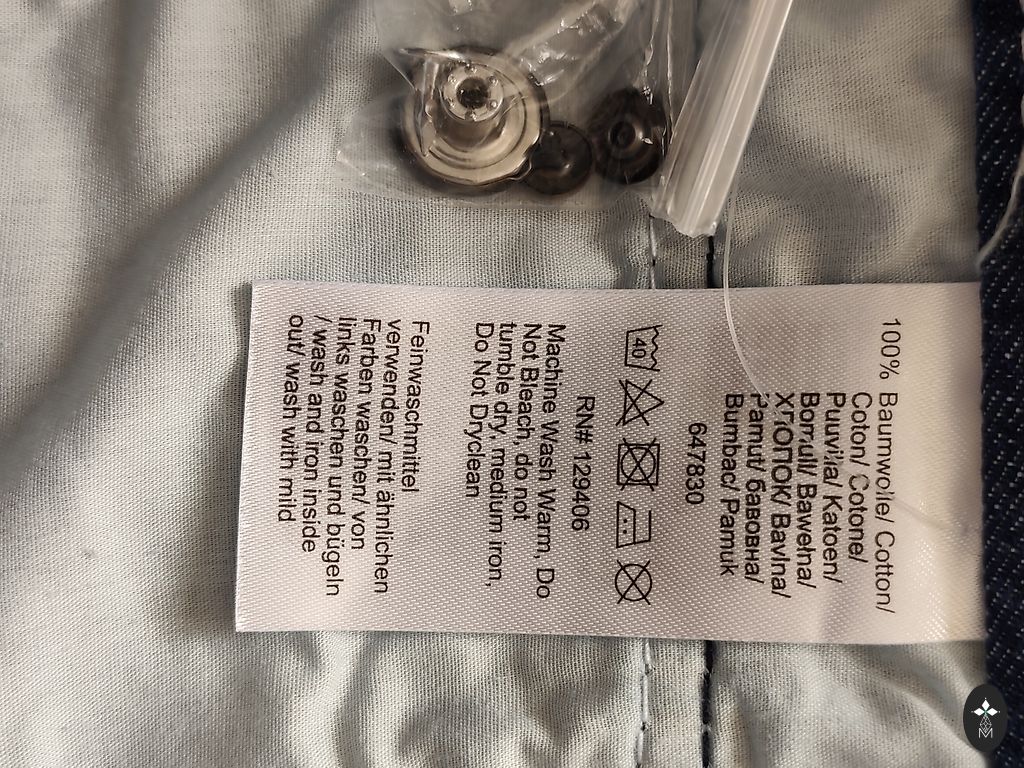 100% Baumwolle/ Cotton/
Coton/ Cotone/
Puuvilla/ Katoen/
Bomull/ Bawełna/
ХЛОПОК/ Bavlna/
Pamut/ бавовна/
Bumbac/ Pamuk
647830
40
RN# 129406
Machine Wash Warm, Do
Not Bleach, do not
tumble dry, medium iron,
Do Not Dryclean
Feinwaschmittel
verwenden/ mit ähnlichen
Farben waschen/ von
links waschen und bügeln
/ wash and iron inside
out/ wash with mild
M